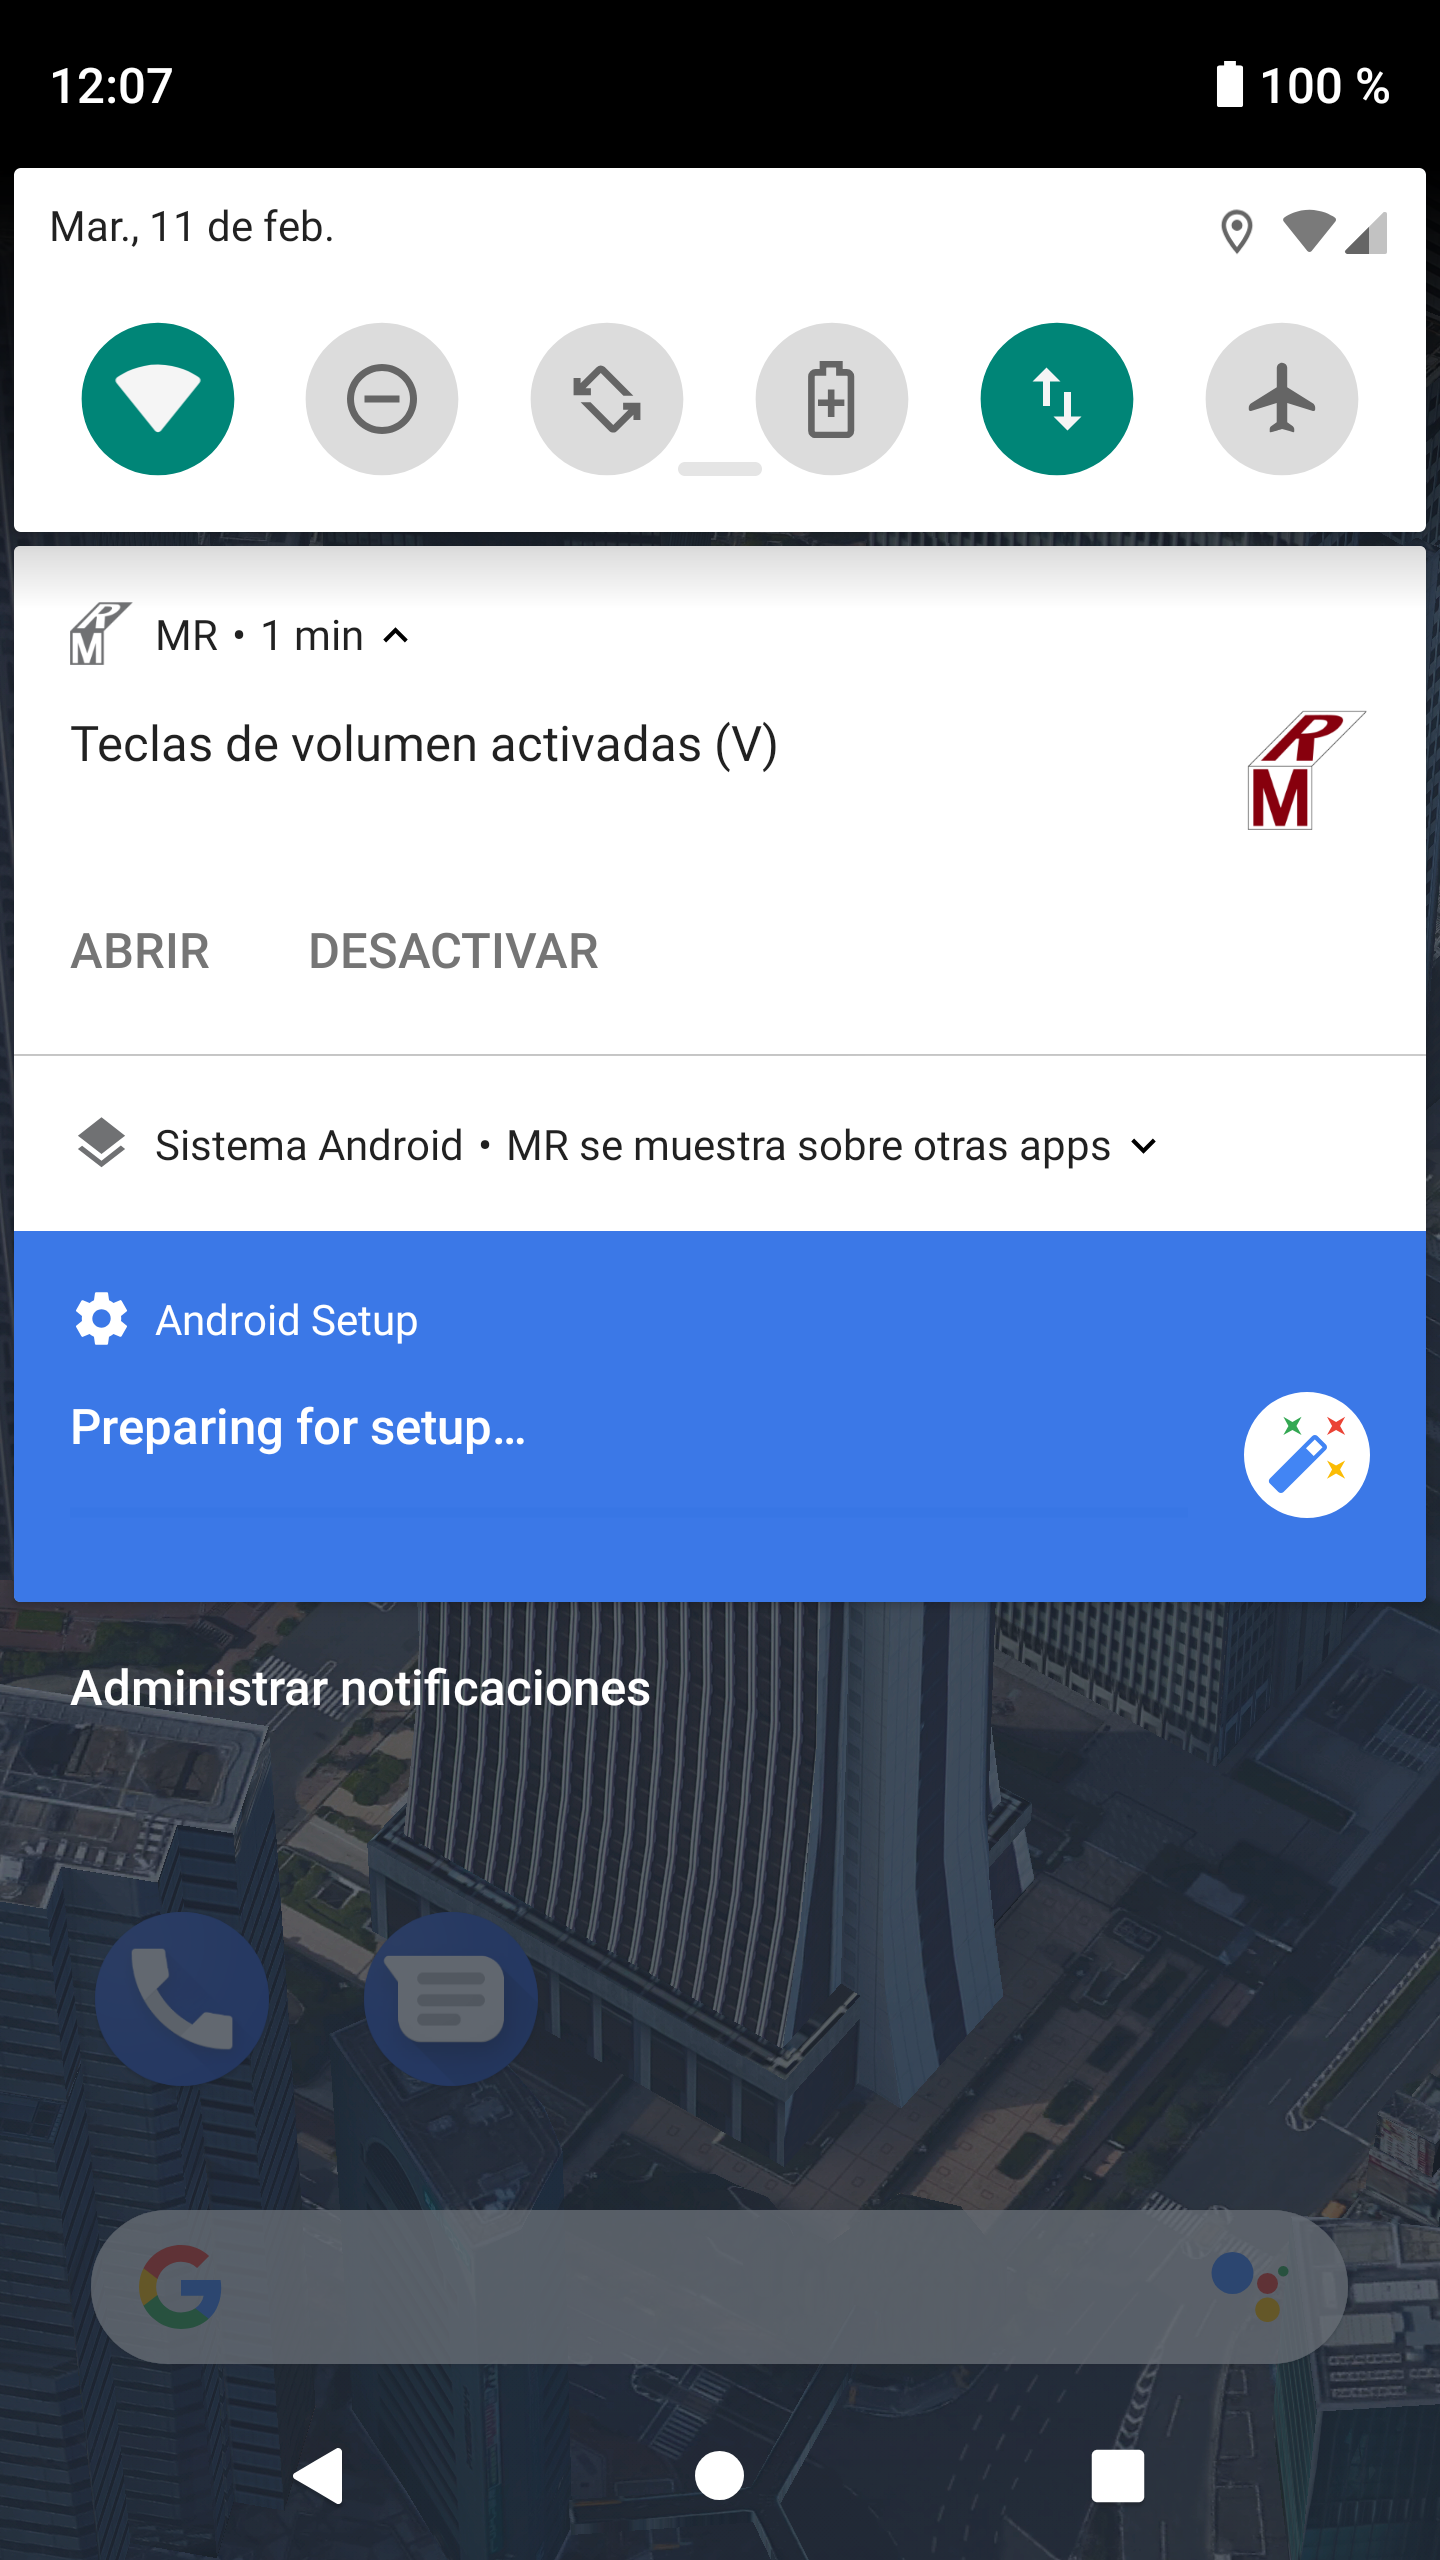 12:07
100 %
Mar., 11 de feb.
MR • 1 min
Teclas de volumen activadas (V)
R
M
ABRIR DESACTIVAR
Sistema Android • MR se muestra sobre otras apps
Android Setup
Preparing for setup…
Administrar notificaciones